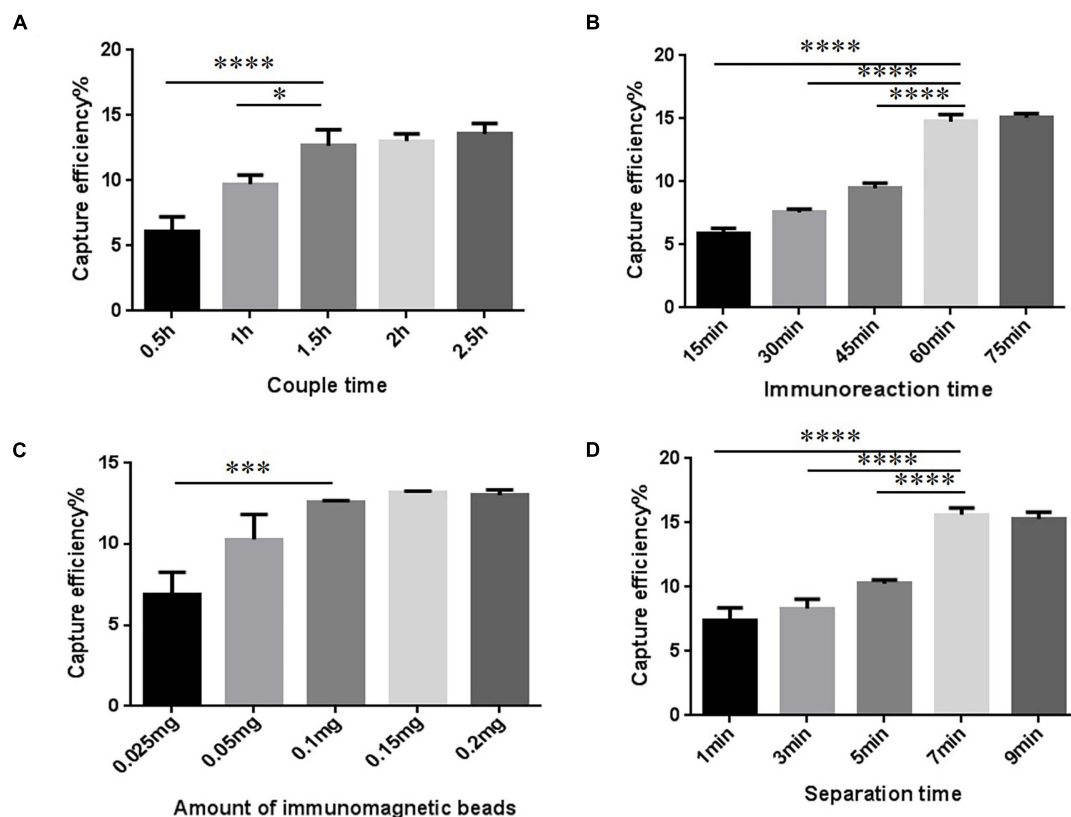 A
Capture efficiency%
20
15
10
5
0
****
*
0.5h
1h
1.5h
2h
2.5h
Couple time
B
Capture efficiency%
20
15
10
5
0
****
****
****
15min
30min
45min
60min
75min
Immunoreaction time
C
Capture efficiency%
15
10
5
0
***
0.025mg
0.05mg
0.1mg
0.15mg
0.2mg
Amount of immunomagnetic beads
D
Capture efficiency%
20
15
10
5
0
****
****
****
1min
3min
5min
7min
9min
Separation time